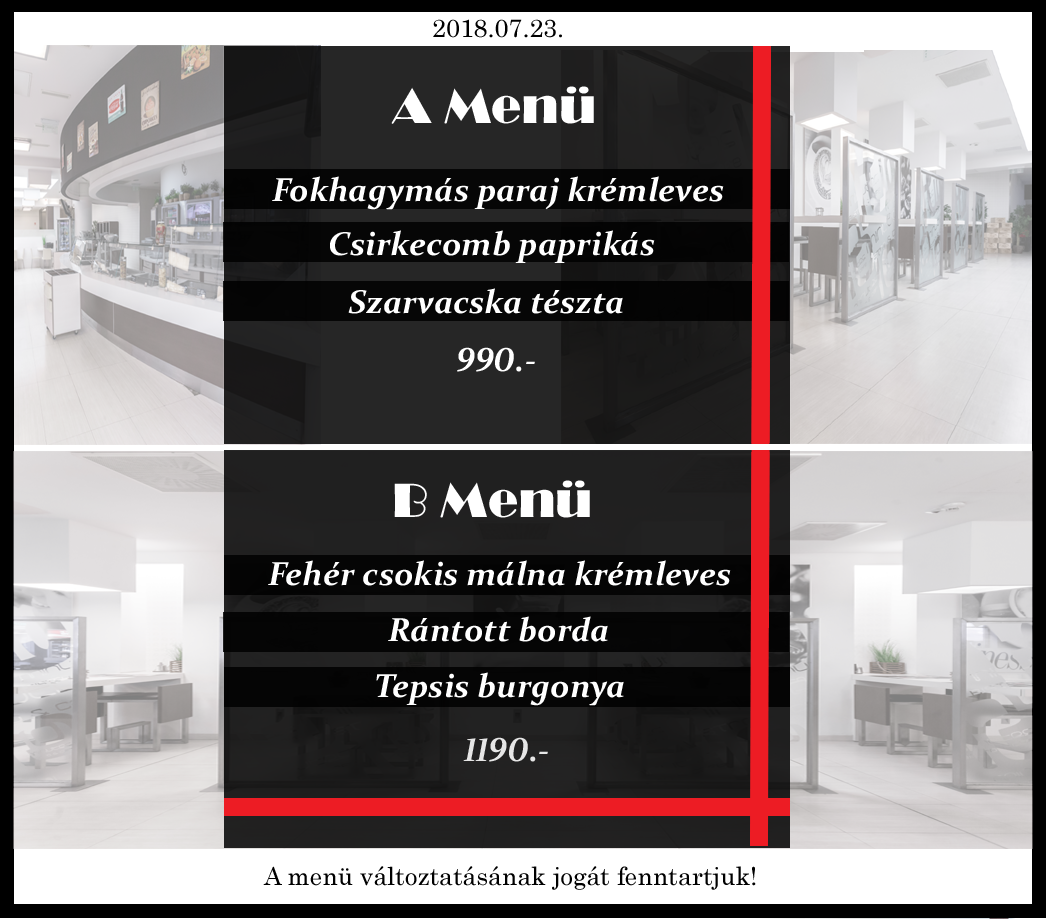 2018.07.23.
A Menü
Fokhagymás paraj krémleves
Csirkecomb paprikás
Szarvacska tészta
990.-
B Menü
Fehér csokis málna krémleves
Rántott borda
Tepsis burgonya
1190.-
A menü változtatásának jogát fenntartjuk!